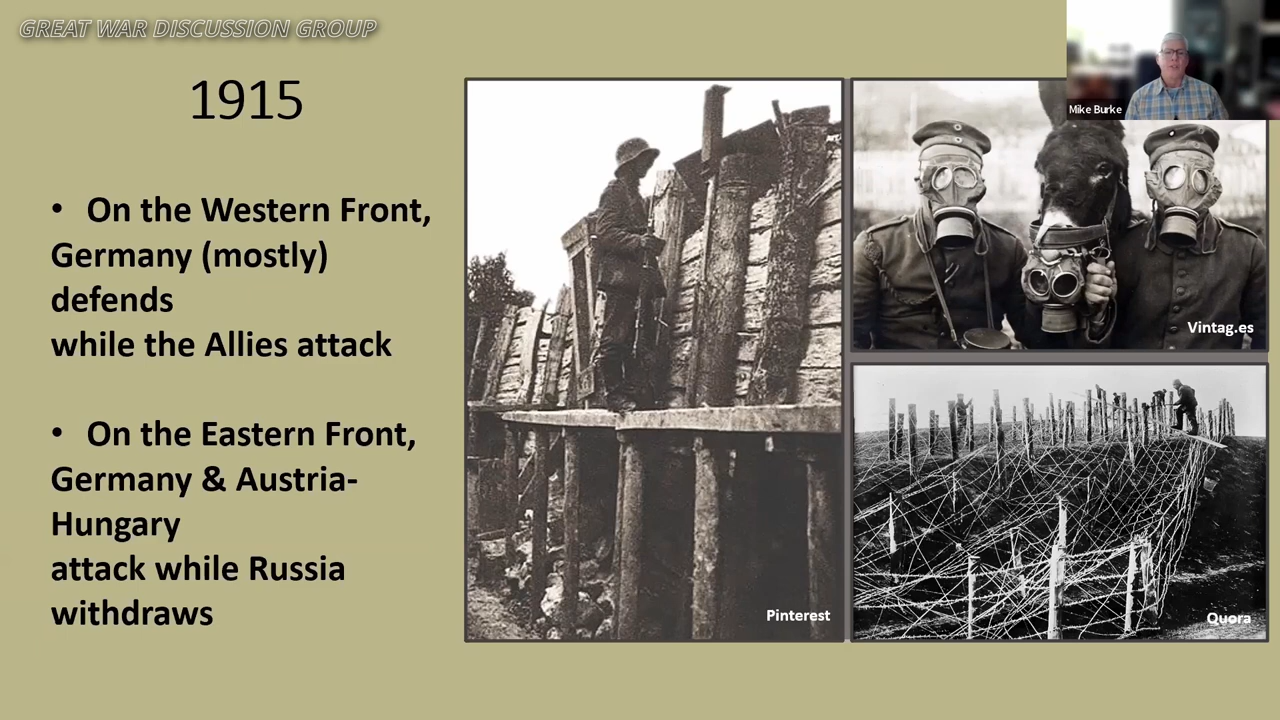 GREAT WAR DISCUSSION GROUP
Mike Burke
1915
• On the Western Front,
Germany (mostly)
defends
while the Allies attack
• On the Eastern Front,
Germany & Austria-
Hungary
attack while Russia
withdraws
Pinterest
Vintag.es
Quora